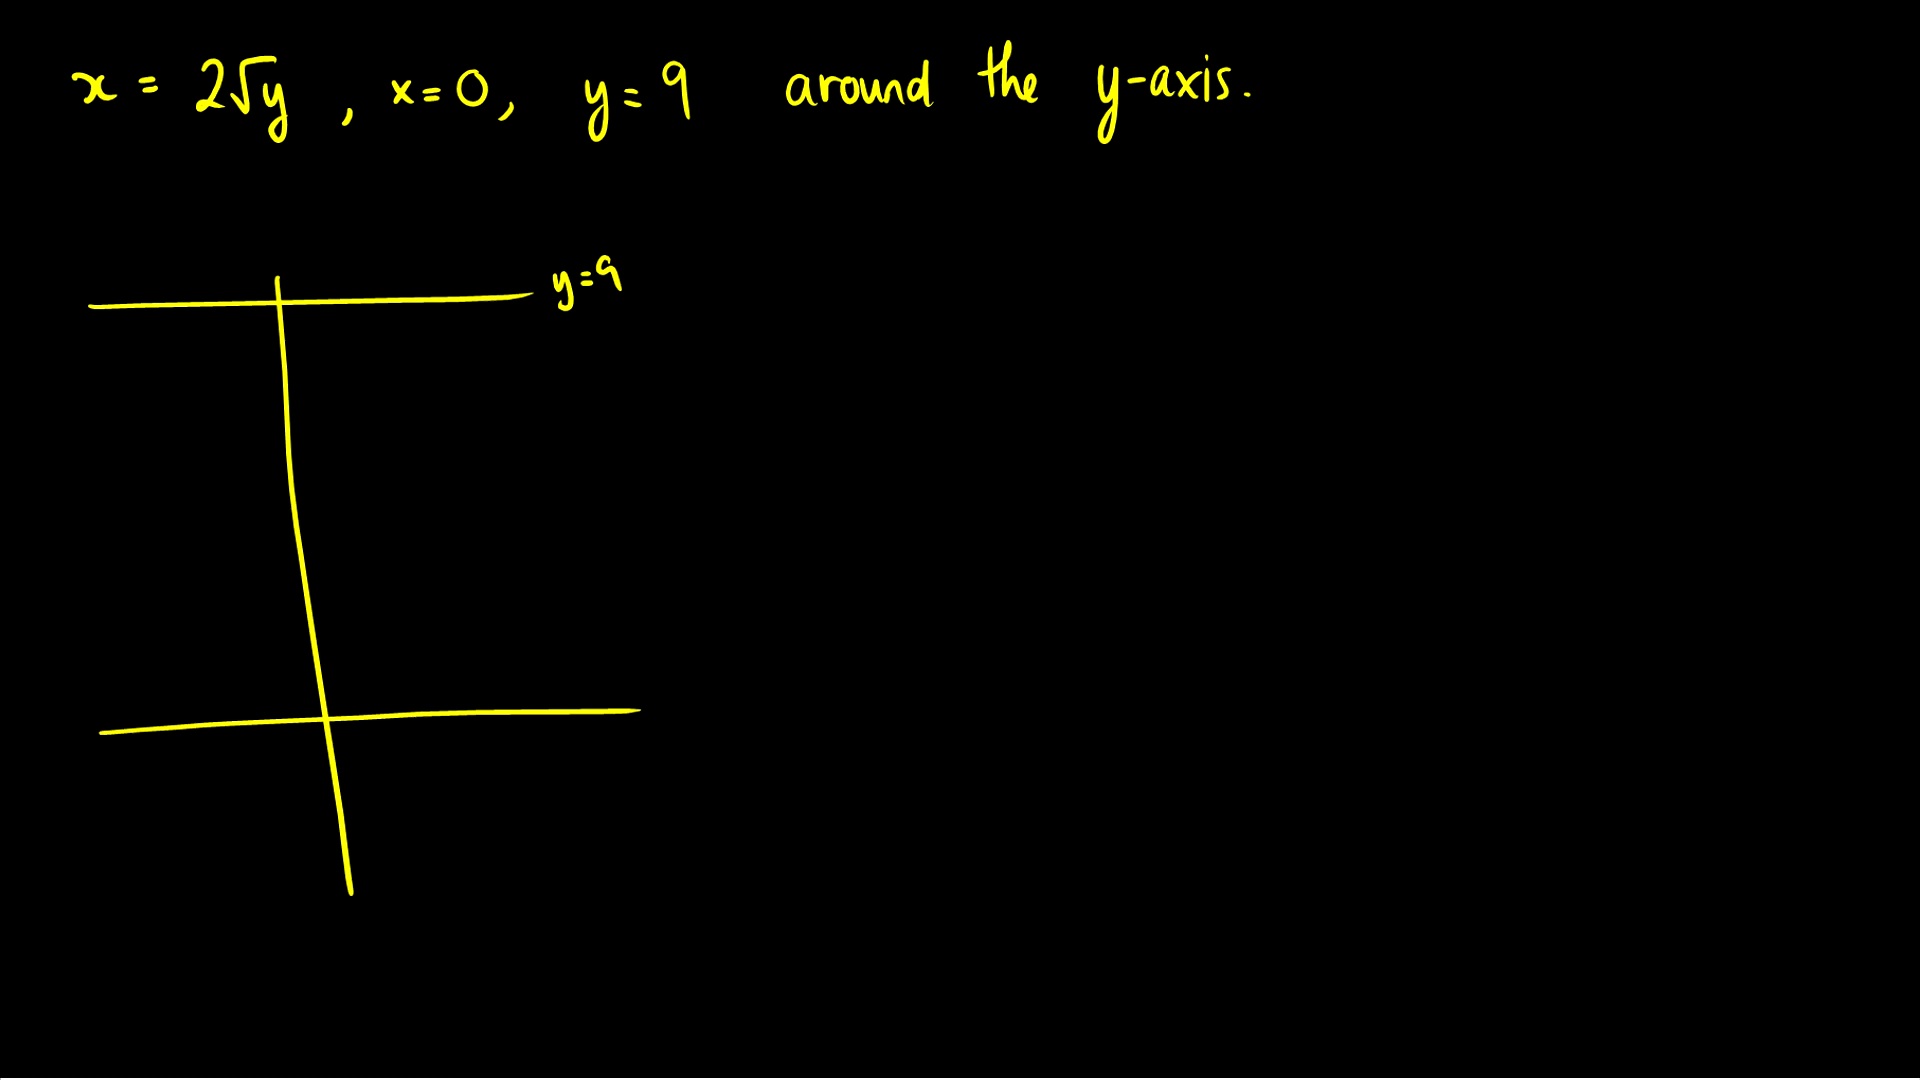 x = 2√y , x=0, y=9 around the y-axis.
y=9